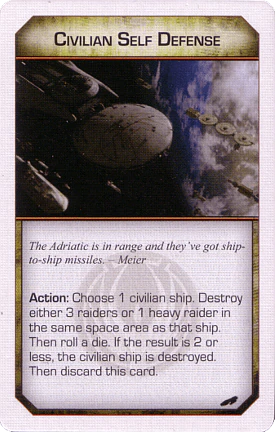 Civilian Self Defense
The Adriatic is in range and they've got ship-
to-ship missiles. – Meier
Action: Choose 1 civilian ship. Destroy
either 3 raiders or 1 heavy raider in
the same space area as that ship.
Then roll a die. If the result is 2 or
less, the civilian ship is destroyed.
Then discard this card.